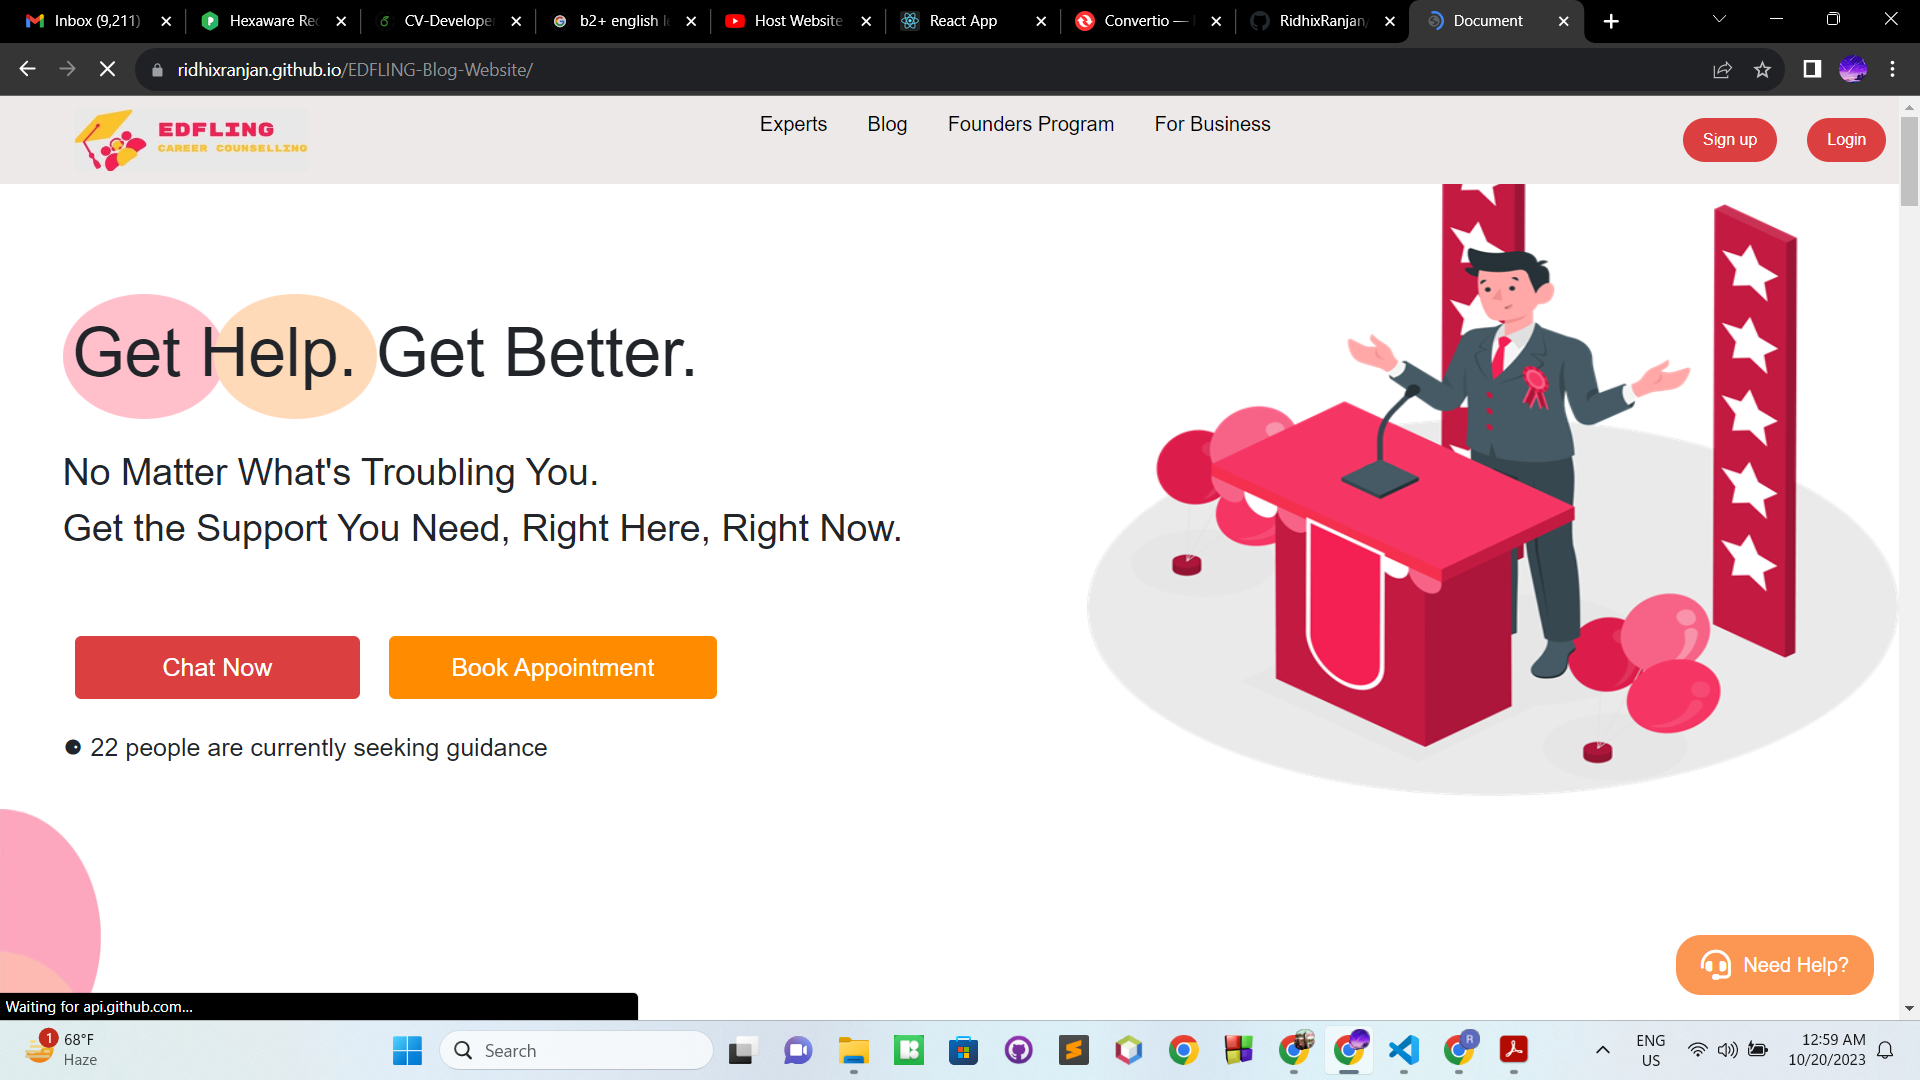 Inbox (9,211)
Hexaware Rec
CV-Developer
b2+ english le
Host Website
React App
Convertio —
RidhixRanjan/
Document
ridhixranjan.github.io/EDFLING-Blog-Website/
EDFLING
CAREER COUNSELLING
Experts
Blog
Founders Program
For Business
Sign up
Login
Get Help. Get Better.
No Matter What's Troubling You.
Get the Support You Need, Right Here, Right Now.
Chat Now
Book Appointment
22 people are currently seeking guidance
Need Help?
Waiting for api.github.com...
1
68°F
Haze
Search
R
ENG
US
12:59 AM
10/20/2023